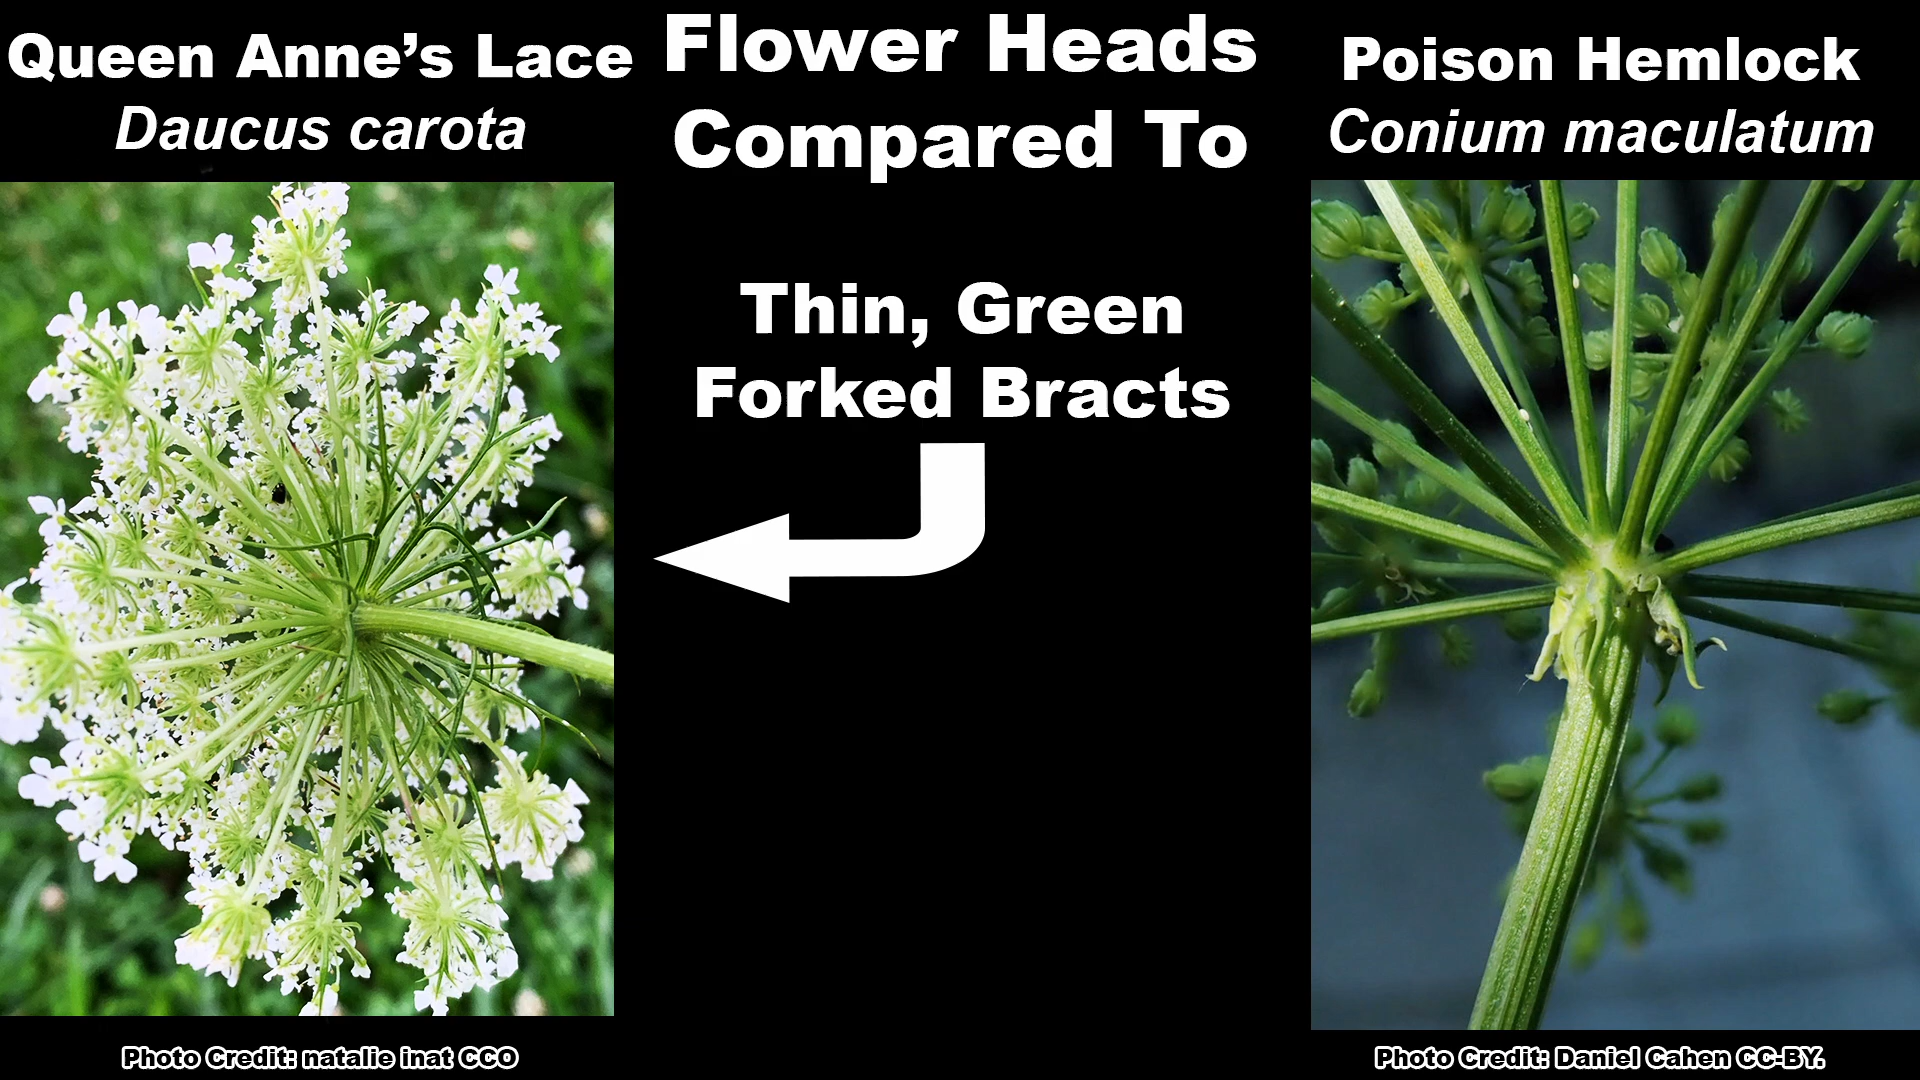 Queen Anne’s Lace
Daucus carota
Flower Heads
Compared To
Poison Hemlock
Conium maculatum
Thin, Green
Forked Bracts
Photo Credit: natalie inat CCO
Photo Credit: Daniel Cahen CC-BY.